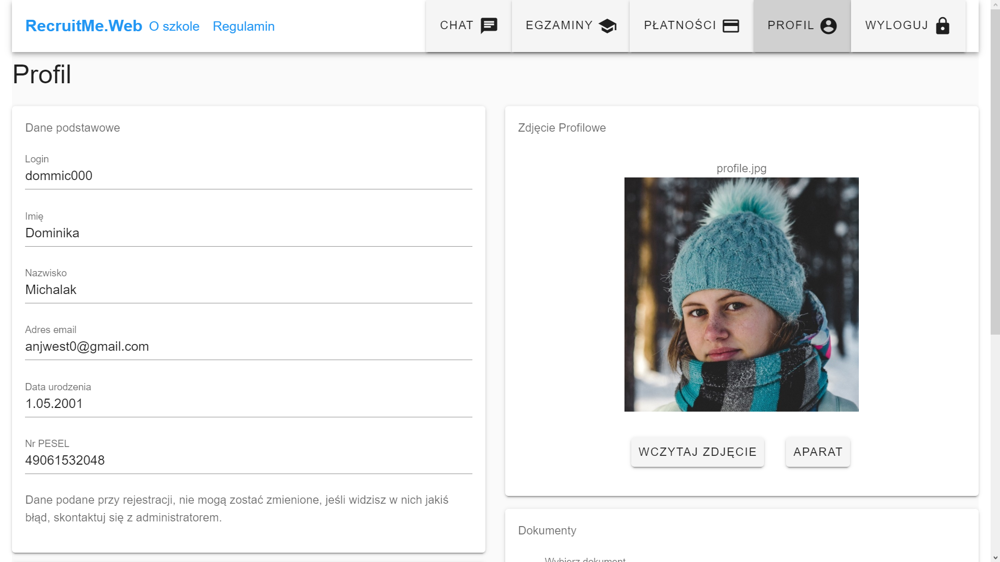 RecruitMe.Web O szkole Regulamin CHAT EGZAMINY PŁATNOŚCI PROFIL WYLOGUJ
Profil
Dane podstawowe
Login
dommic000
Imię
Dominika
Nazwisko
Michalak
Adres email
anjwest0@gmail.com
Data urodzenia
1.05.2001
Nr PESEL
49061532048
Dane podane przy rejestracji, nie mogą zostać zmienione, jeśli widzisz w nich jakiś
błąd, skontaktuj się z administratorem.
Zdjęcie Profilowe
profile.jpg
WCZYTAJ ZDJĘCIE APARAT
Dokumenty
Wybierz dokument